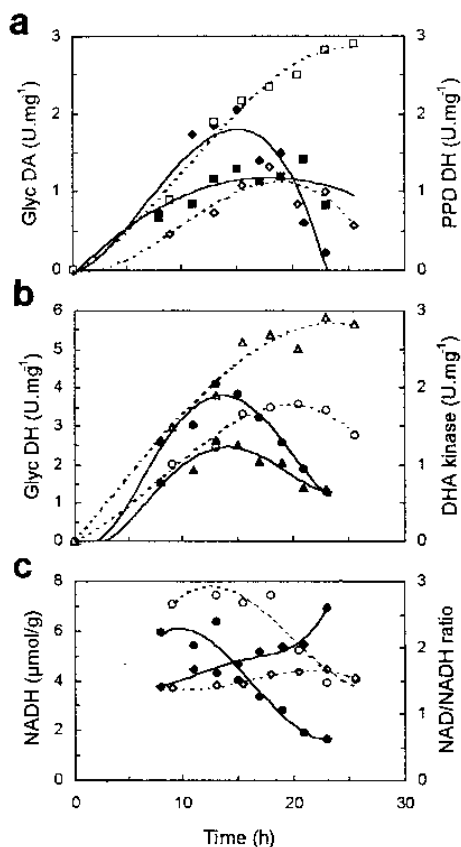 a
Glyc DA (U.mg⁻¹)
3
2
1
0
PPD DH (U.mg⁻¹)
3
2
1
0
b
Glyc DH (U.mg⁻¹)
6
5
4
3
2
1
0
DHA kinase (U.mg⁻¹)
3
2
1
0
c
NADH (µmol/g)
8
6
4
2
0
NAD/NADH ratio
3
2
1
0
0 10 20 30
Time (h)